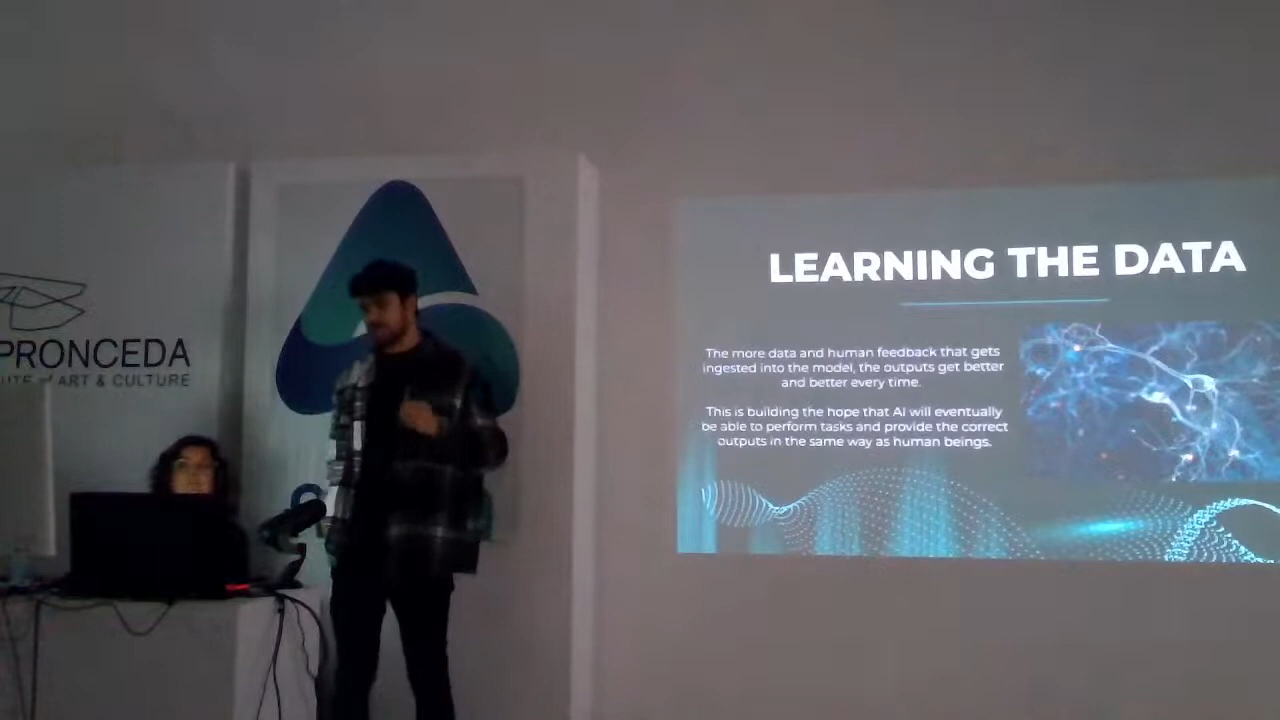 PRONCEDA
ART & CULTURE
LEARNING THE DATA
The more data and human feedback that gets
ingested into the model, the outputs get better
and better every time.
This is building the hope that AI will eventually
be able to perform tasks and provide the correct
outputs in the same way as human beings.